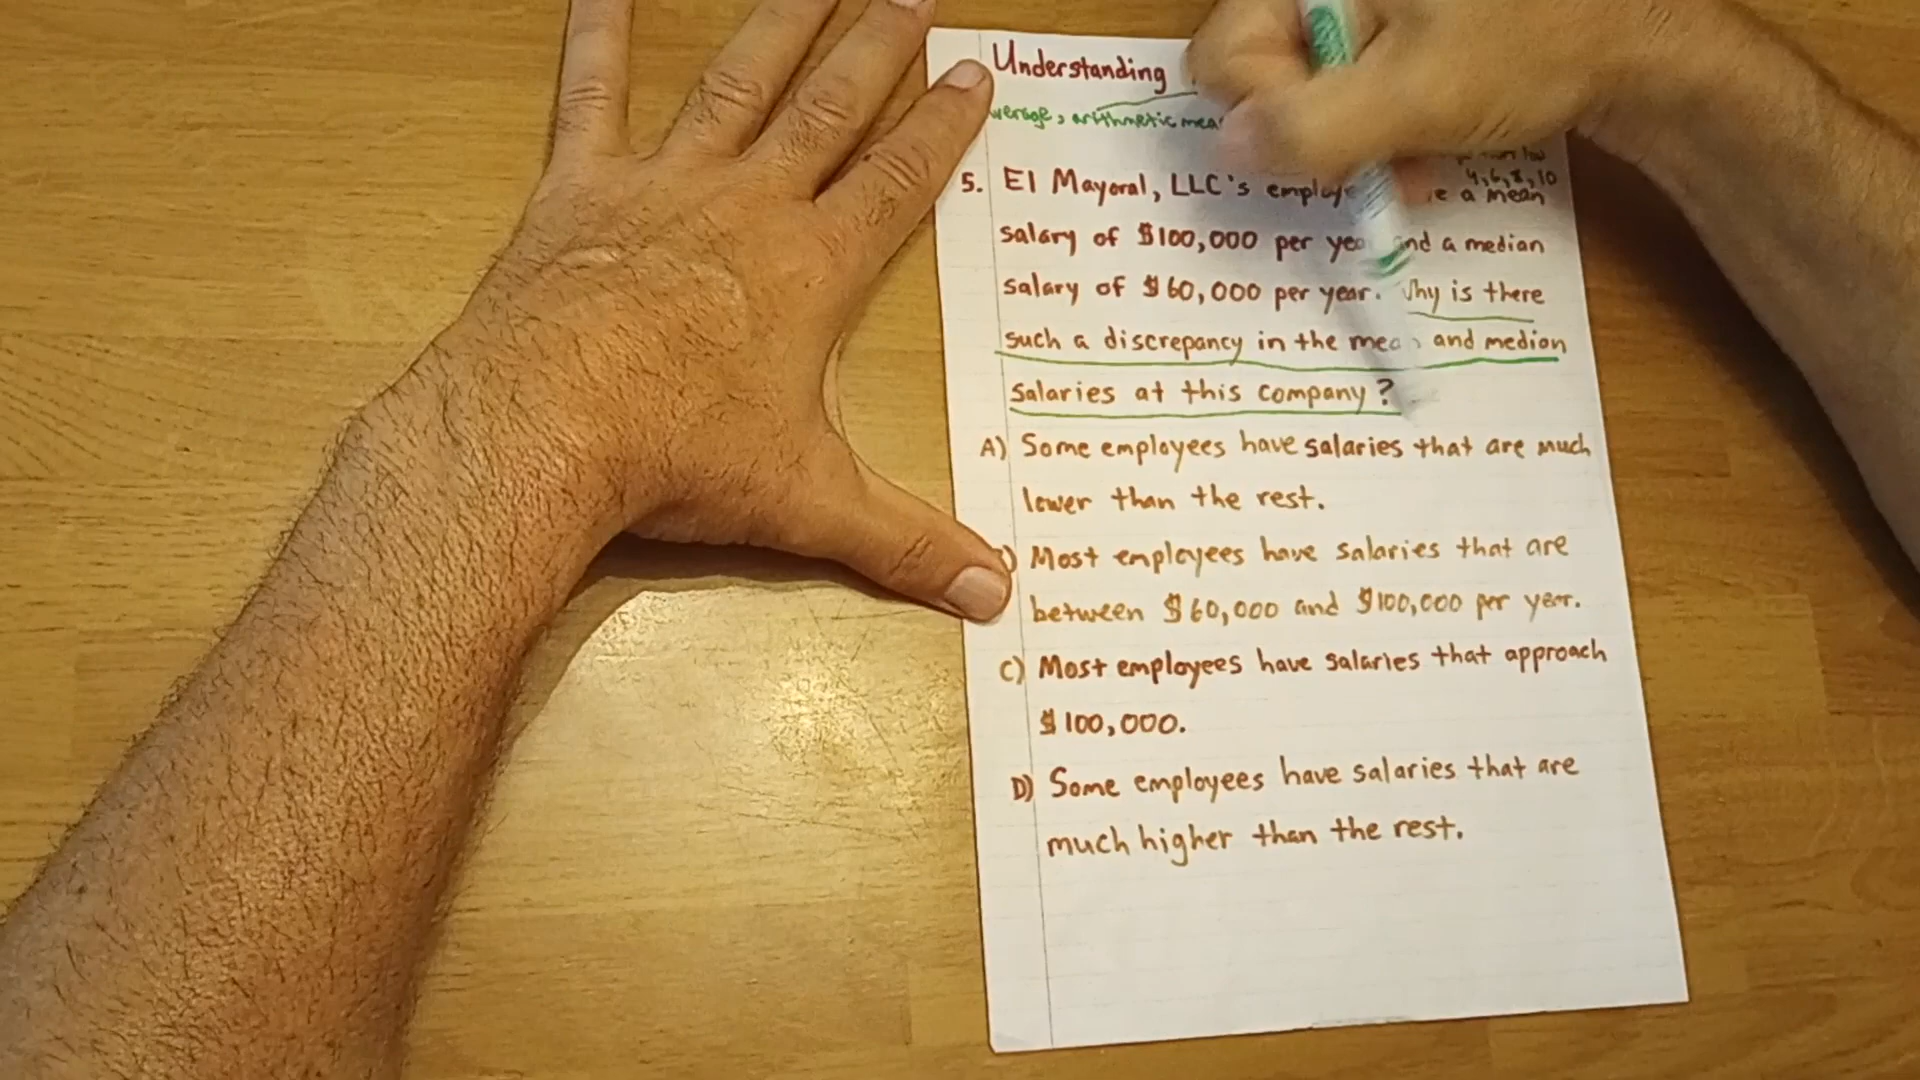 Understanding
verage, arithmetic mea
4,6,8,10
5. El Mayoral, LLC's employe e a mean
salary of $100,000 per yea and a median
salary of $60,000 per year. Why is there
such a discrepancy in the mean and median
salaries at this company?
A) Some employees have salaries that are much
lower than the rest.
) Most employees have salaries that are
between $60,000 and $100,000 per year.
C) Most employees have salaries that approach
$100,000.
D) Some employees have salaries that are
much higher than the rest.